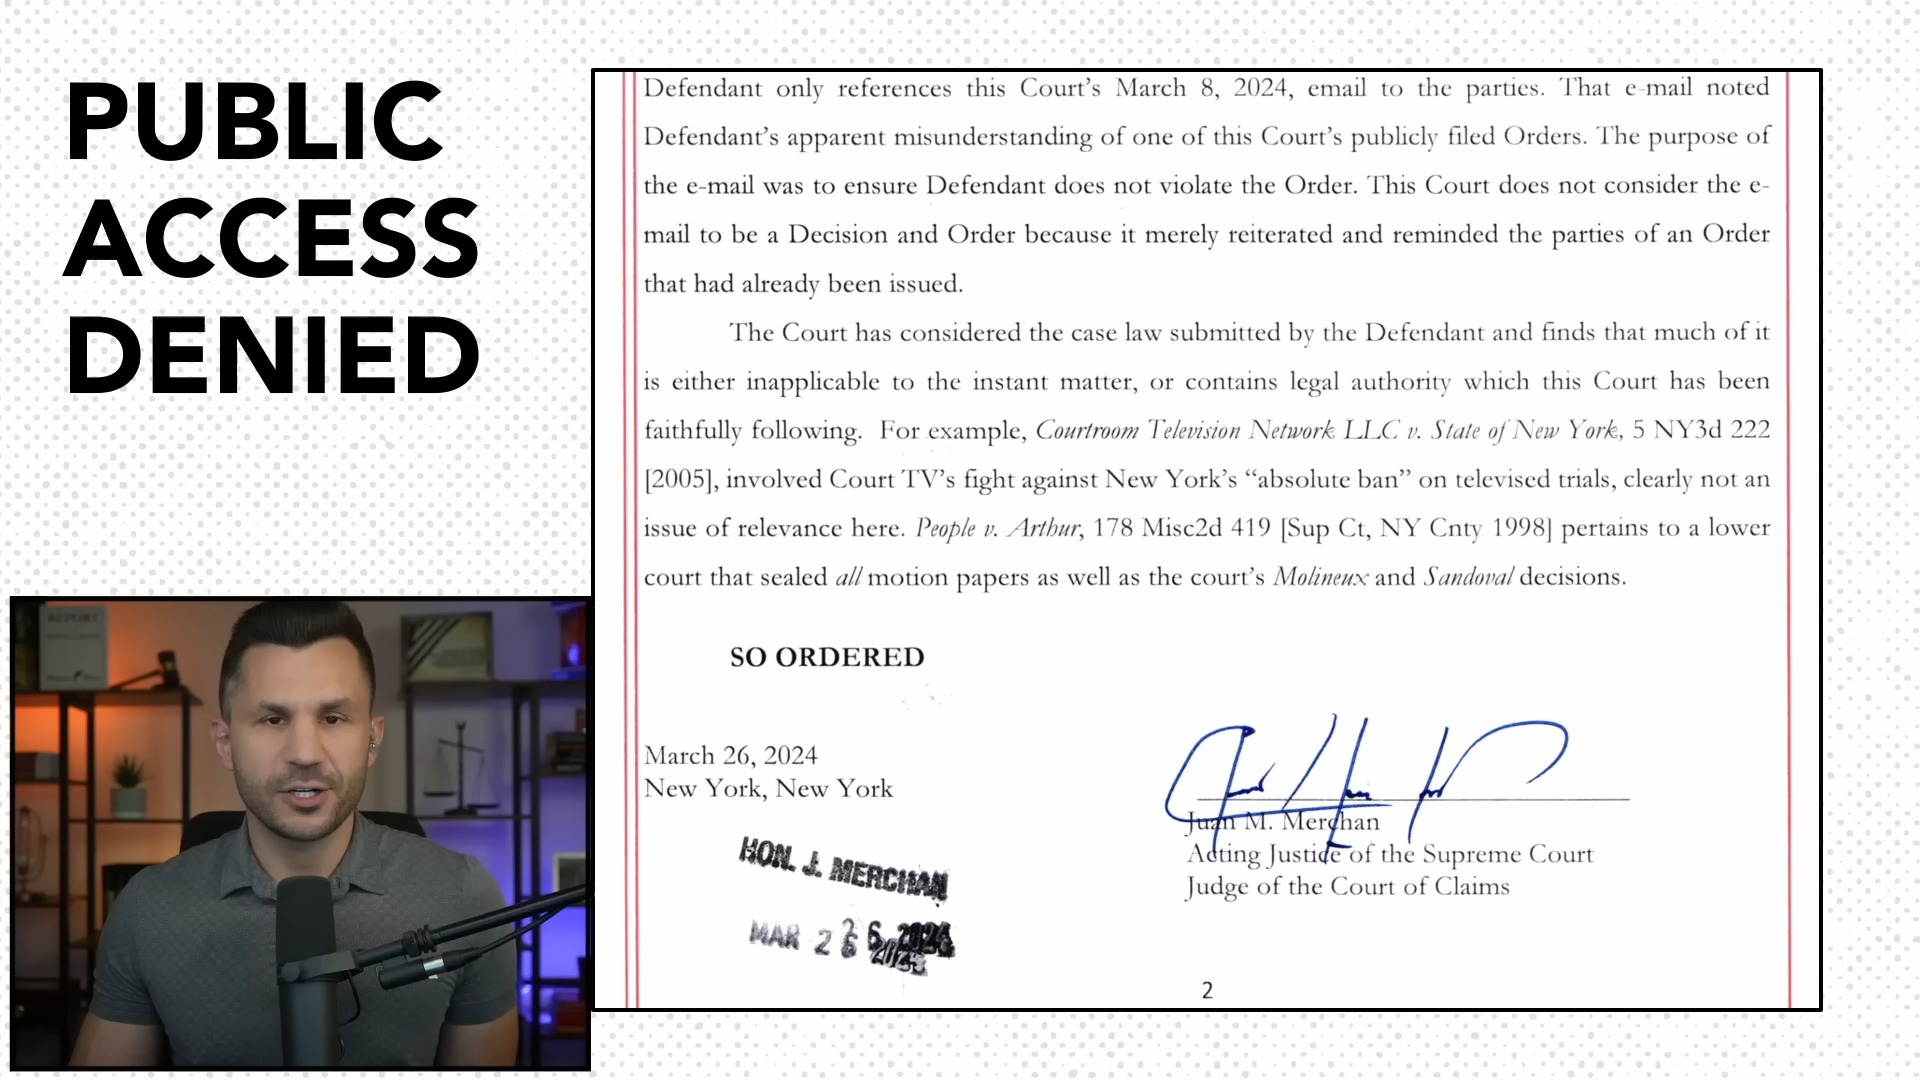 PUBLIC
ACCESS
DENIED
Defendant only references this Court’s March 8, 2024, email to the parties. That e-mail noted
Defendant’s apparent misunderstanding of one of this Court’s publicly filed Orders. The purpose of
the e-mail was to ensure Defendant does not violate the Order. This Court does not consider the e-
mail to be a Decision and Order because it merely reiterated and reminded the parties of an Order
that had already been issued.
The Court has considered the case law submitted by the Defendant and finds that much of it
is either inapplicable to the instant matter, or contains legal authority which this Court has been
faithfully following. For example, Courtroom Television Network LLC v. State of New York, 5 NY3d 222
[2005], involved Court TV’s fight against New York’s “absolute ban” on televised trials, clearly not an
issue of relevance here. People v. Arthur, 178 Misc2d 419 [Sup Ct, NY Cnty 1998] pertains to a lower
court that sealed all motion papers as well as the court’s Molineux and Sandoval decisions.
SO ORDERED
March 26, 2024
New York, New York
Juan M. Merchan
Acting Justice of the Supreme Court
Judge of the Court of Claims
HON. J. MERCHAN
MAR 26 2024
2
REPORT